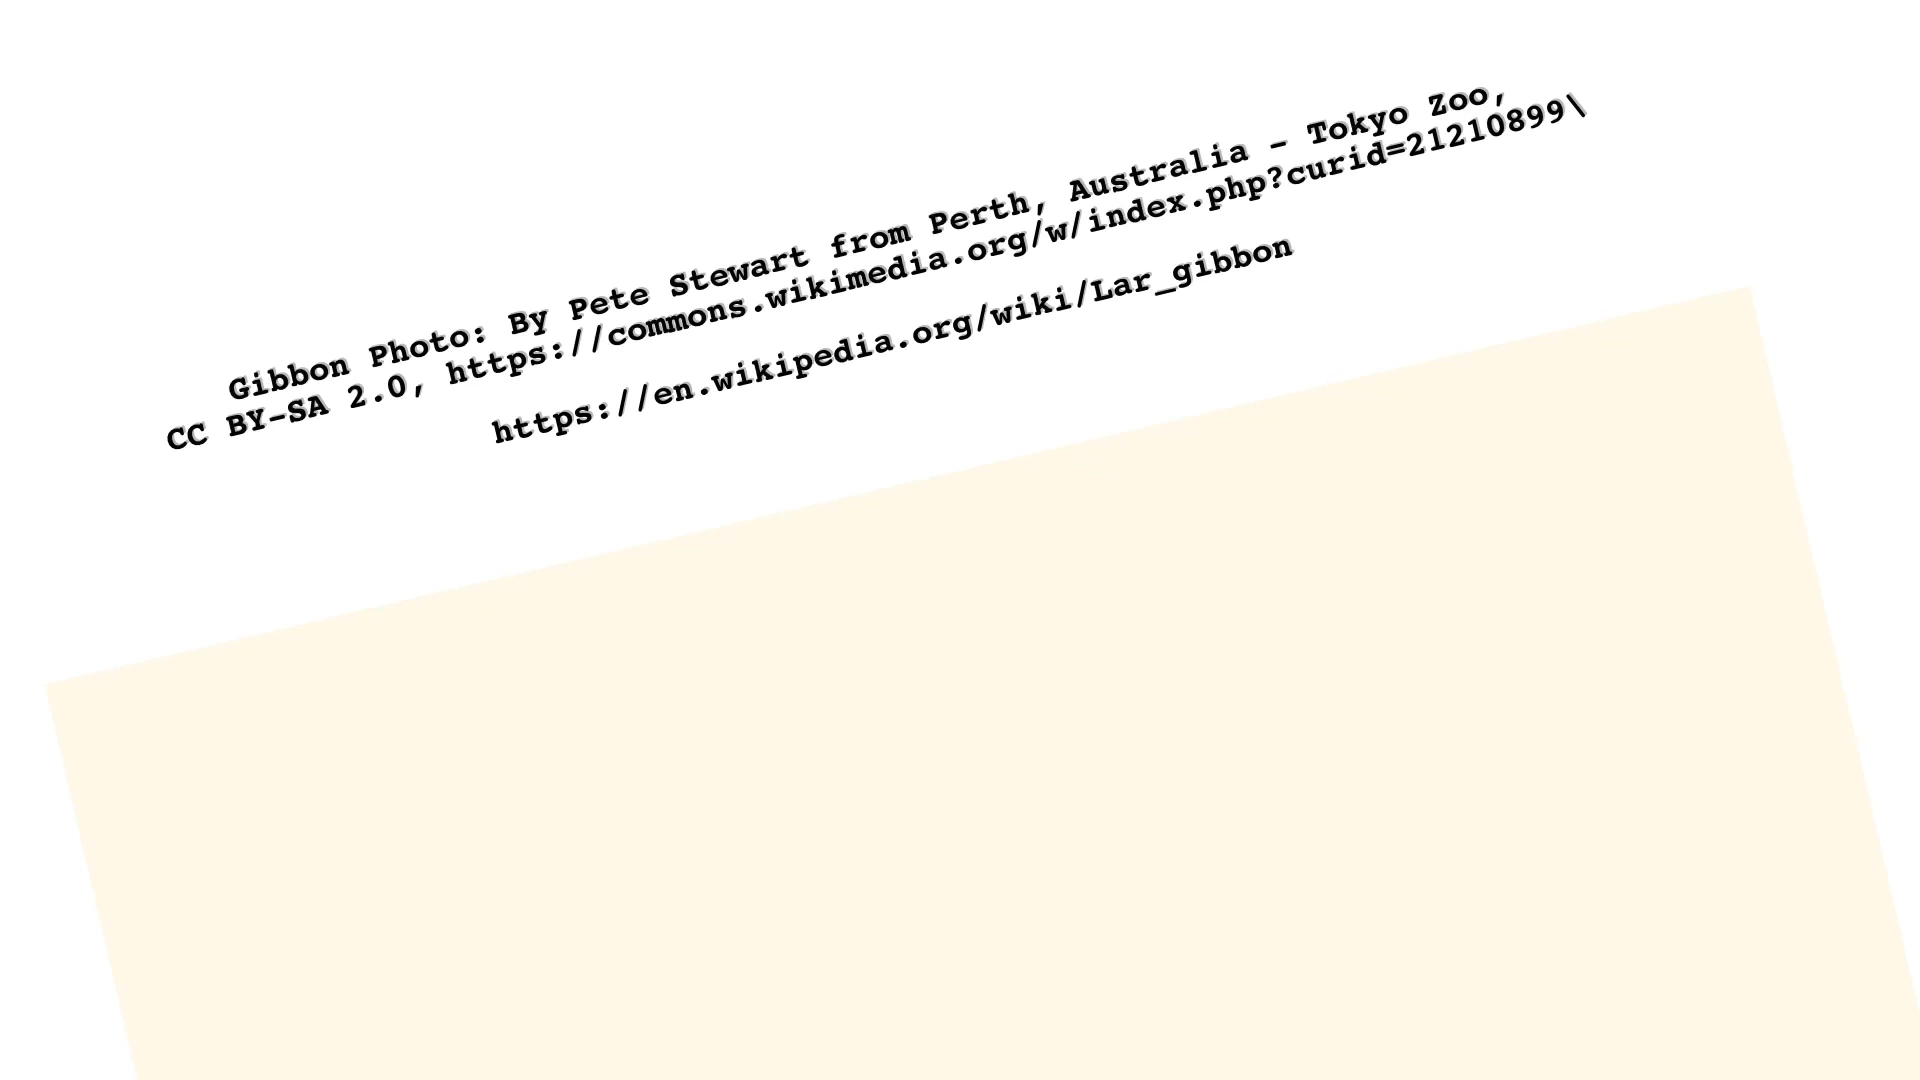 Gibbon Photo: By Pete Stewart from Perth, Australia - Tokyo Zoo,
CC BY-SA 2.0, https://commons.wikimedia.org/w/index.php?curid=21210899\
https://en.wikipedia.org/wiki/Lar_gibbon